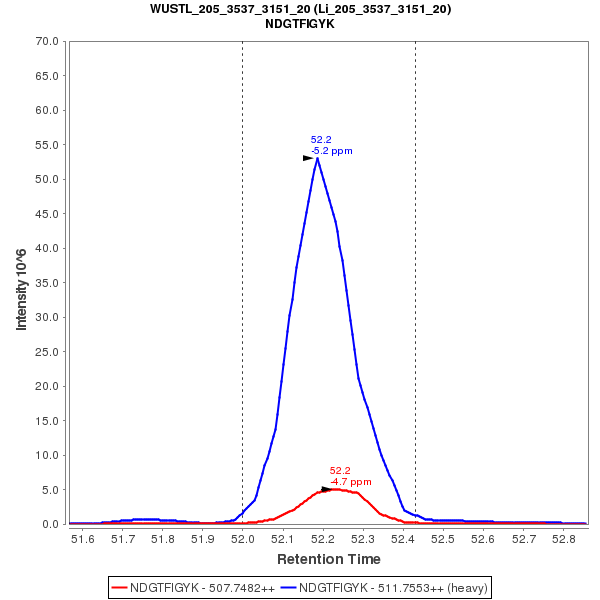 WUSTL_205_3537_3151_20 (Li_205_3537_3151_20)
NDGTFIGYK
70.0
65.0
60.0
55.0
50.0
45.0
40.0
35.0
30.0
25.0
20.0
15.0
10.0
5.0
0.0
Intensity 10^6
52.2
-5.2 ppm
52.2
-4.7 ppm
51.6 51.7 51.8 51.9 52.0 52.1 52.2 52.3 52.4 52.5 52.6 52.7 52.8
Retention Time
NDGTFIGYK - 507.7482++ NDGTFIGYK - 511.7553++ (heavy)